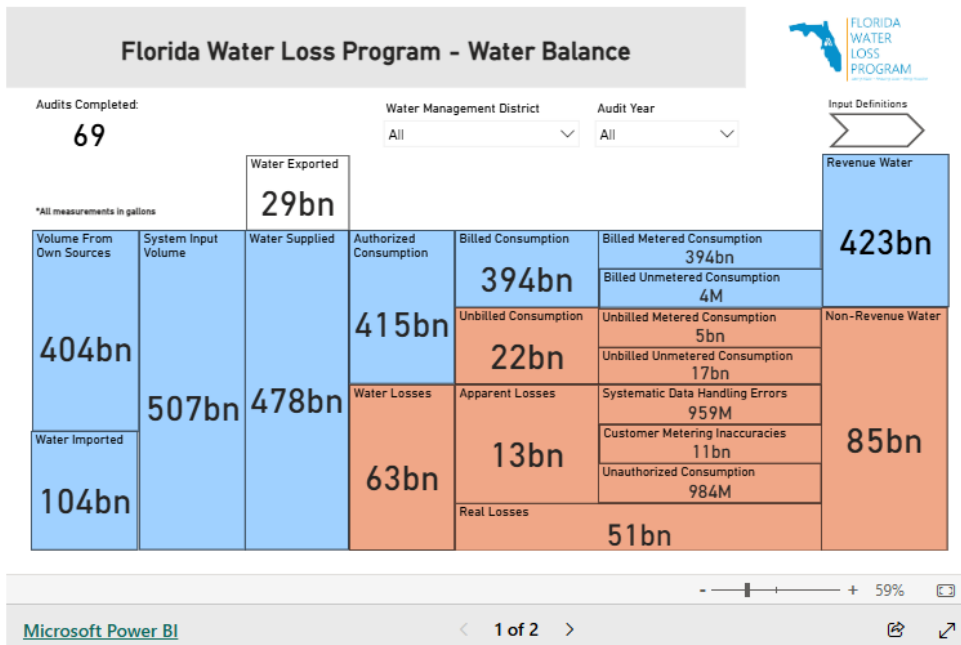 Florida Water Loss Program - Water Balance
FLORIDA
WATER
LOSS
PROGRAM
Audits Completed:
69
Water Management District
All
Audit Year
All
Input Definitions
*All measurements in gallons
Water Exported
29bn
Revenue Water
423bn
Volume From
Own Sources
404bn
Water Imported
104bn
System Input
Volume
507bn
Water Supplied
478bn
Authorized
Consumption
415bn
Water Losses
63bn
Billed Consumption
394bn
Unbilled Consumption
22bn
Apparent Losses
13bn
Real Losses
51bn
Billed Metered Consumption
394bn
Billed Unmetered Consumption
4M
Unbilled Metered Consumption
5bn
Unbilled Unmetered Consumption
17bn
Systematic Data Handling Errors
959M
Customer Metering Inaccuracies
11bn
Unauthorized Consumption
984M
Non-Revenue Water
85bn
- + 59%
Microsoft Power BI
1 of 2